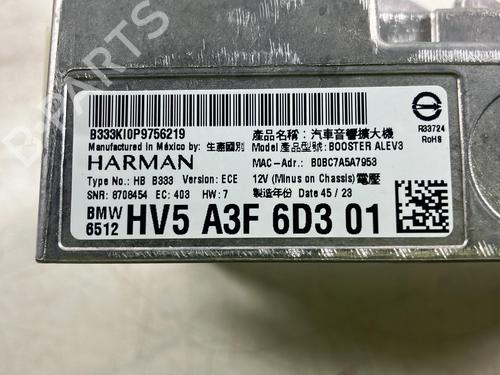 B-PARTS
B333KI0P9756219
Manufactured in México by: 生產國別
HARMAN
Type No.: HB B333 Version: ECE
SNR: 8708454 EC: 403 HW: 7
產品名稱: 汽車音響擴大機
Model 產品型號: BOOSTER ALEV3
MAC-Adr.: B0BC7A5A7953
12V (Minus on Chassis) 電壓
製造年份 Date 45 / 23
R33724
RoHS
BMW
6512 HV5 A3F 6D3 01